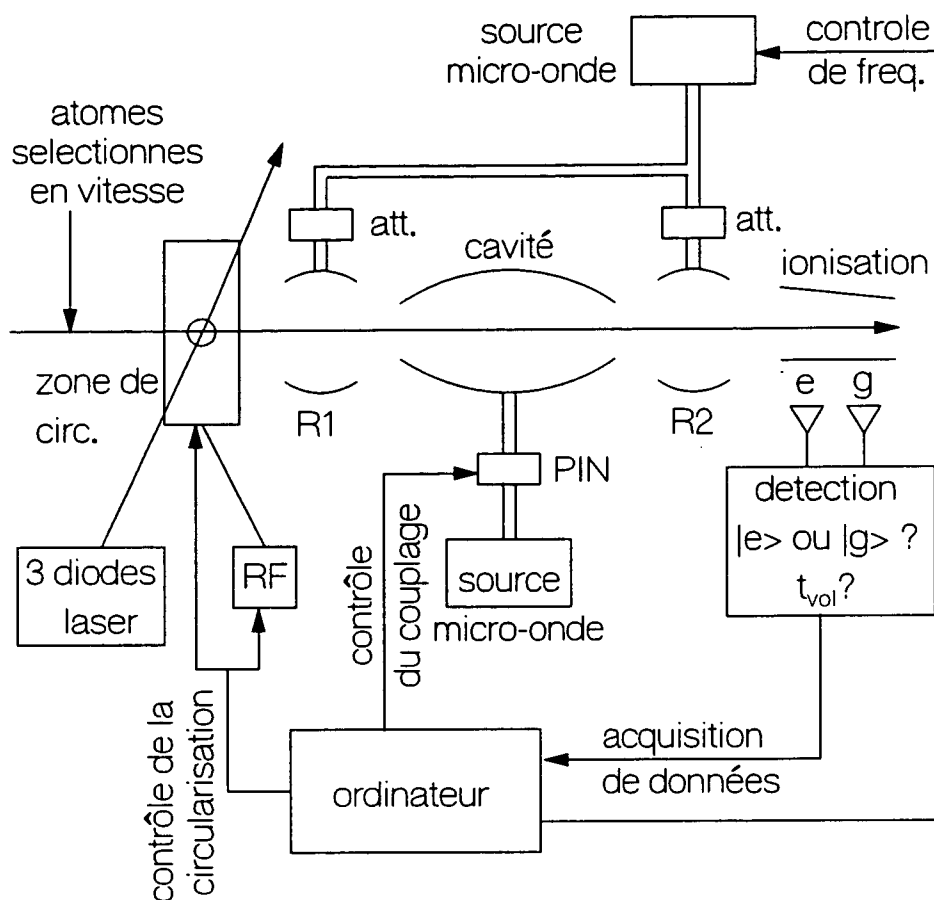 source
micro-onde
controle
de freq.
atomes
selectionnes
en vitesse
att.
att.
cavité
ionisation
zone de
circ.
R1
R2
e g
PIN
detection
|e> ou |g> ?
t_vol?
3 diodes
laser
RF
source
micro-onde
contrôle
du couplage
contrôle de la
circularisation
ordinateur
acquisition
de données